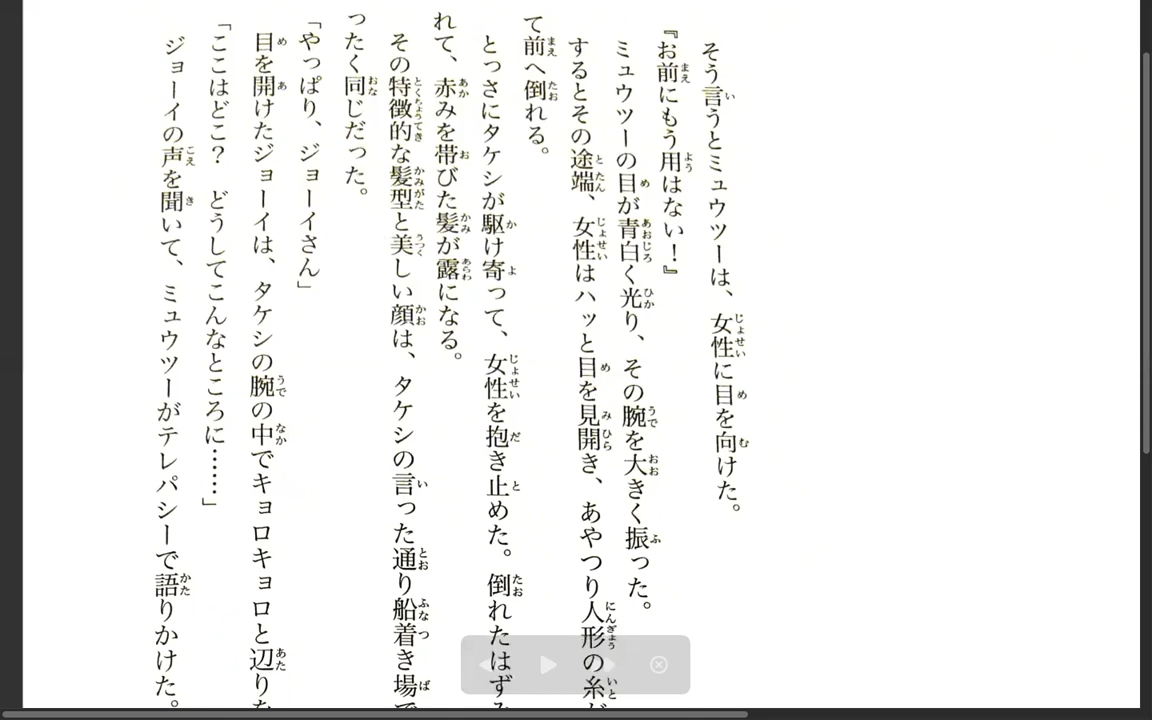 そう言うとミュウツーは、女性に目を向けた。
『お前にもう用はない！』
ミュウツーの目が青白く光り、その腕を大きく振った。
するとその途端、女性はハッと目を見開き、あやつり人形の糸が
て前へ倒れる。
とっさにタケシが駆け寄って、女性を抱き止めた。倒れたはずみ
れて、赤みを帯びた髪が露になる。
その特徴的な髪型と美しい顔は、タケシの言った通り船着き場で
ったく同じだった。
「やっぱり、ジョーイさん」
目を開けたジョーイは、タケシの腕の中でキョロキョロと辺りを
「ここはどこ？　どうしてこんなところに……」
ジョーイの声を聞いて、ミュウツーがテレパシーで語りかけた。